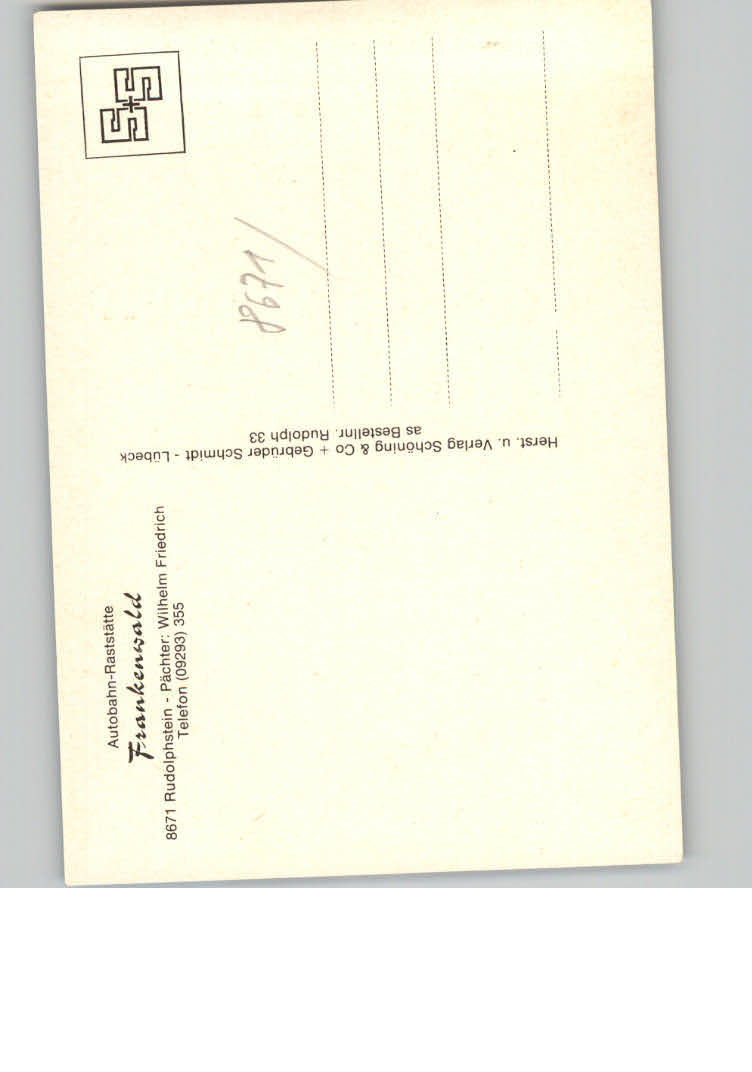 Autobahn-Raststätte
Frankenwald
8671 Rudolphstein - Pächter: Wilhelm Friedrich
Telefon (09293) 355
Herst. u. Verlag Schöning & Co + Gebrüder Schmidt - Lübeck
as Bestellnr. Rudolph 33
8671/
S+S